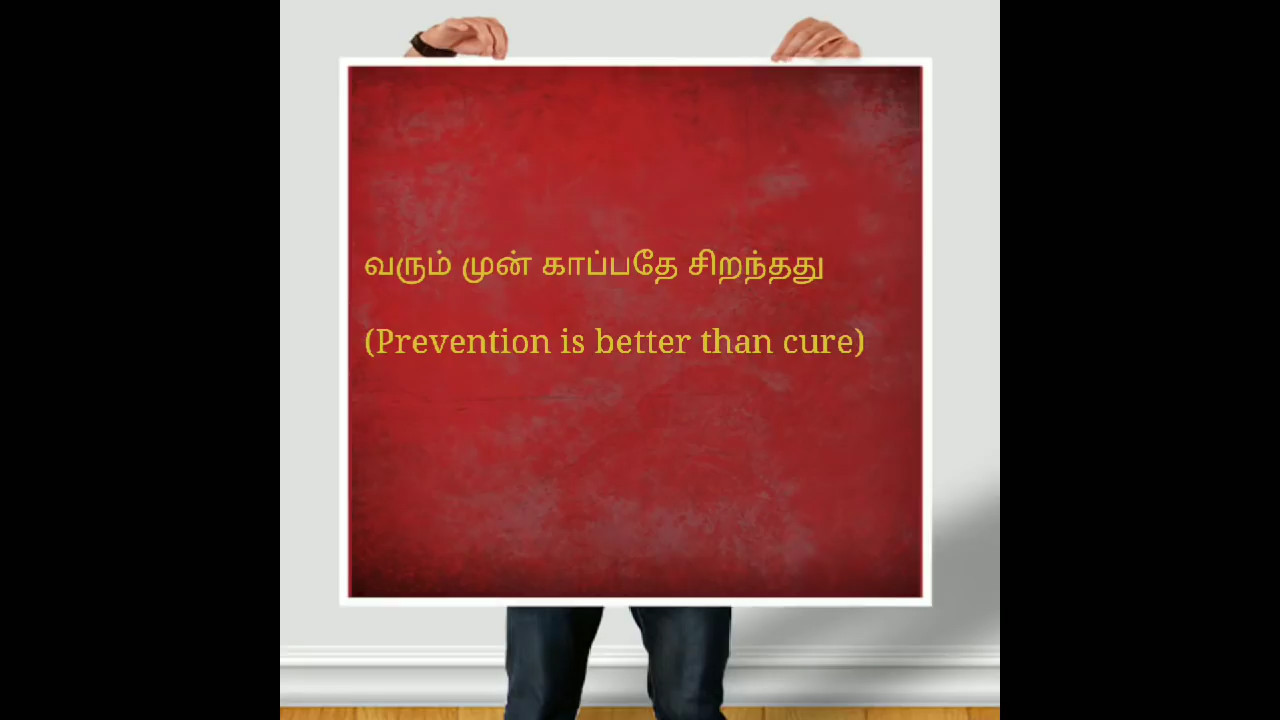 வரும் முன் காப்பதே சிறந்தது
(Prevention is better than cure)